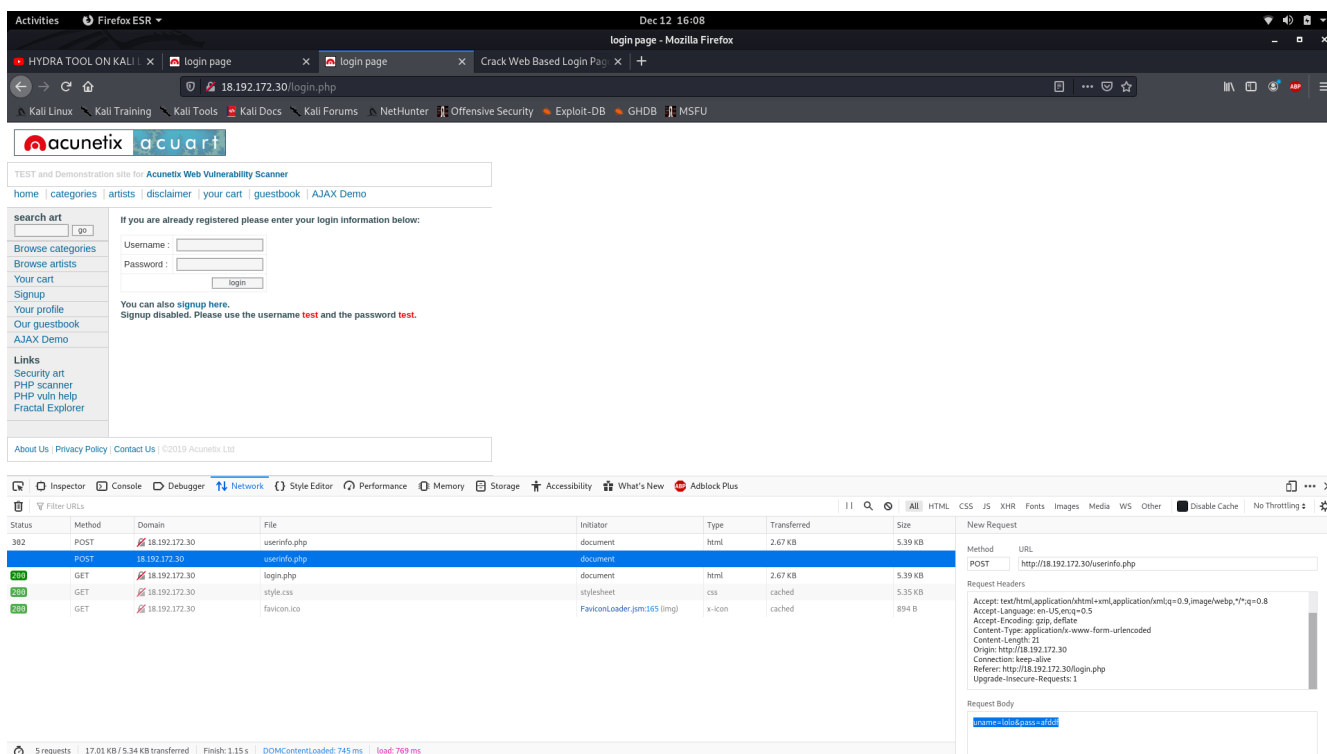 Activities Firefox ESR Dec 12 16:08
login page - Mozilla Firefox
HYDRA TOOL ON KALI L login page login page Crack Web Based Login Pag
18.192.172.30/login.php
Kali Linux Kali Training Kali Tools Kali Docs Kali Forums NetHunter Offensive Security Exploit-DB GHDB MSFU
acunetix acuart
TEST and Demonstration site for Acunetix Web Vulnerability Scanner
home | categories | artists | disclaimer | your cart | guestbook | AJAX Demo
search art
go
Browse categories
Browse artists
Your cart
Signup
Your profile
Our guestbook
AJAX Demo
Links
Security art
PHP scanner
PHP vuln help
Fractal Explorer
If you are already registered please enter your login information below:
Username :
Password :
login
You can also signup here.
Signup disabled. Please use the username test and the password test.
About Us | Privacy Policy | Contact Us | ©2019 Acunetix Ltd
Inspector Console Debugger Network {} Style Editor Performance Memory Storage Accessibility What's New ABP Adblock Plus
Filter URLs All HTML CSS JS XHR Fonts Images Media WS Other Disable Cache No Throttling
Status Method Domain File Initiator Type Transferred Size
302 POST 18.192.172.30 userinfo.php document html 2.67 KB 5.39 KB
POST 18.192.172.30 userinfo.php document
200 GET 18.192.172.30 login.php document html 2.67 KB 5.39 KB
200 GET 18.192.172.30 style.css stylesheet css cached 5.35 KB
200 GET 18.192.172.30 favicon.ico FaviconLoader.jsm:165 (img) x-icon cached 894 B
New Request
Method URL
POST http://18.192.172.30/userinfo.php
Request Headers
Accept: text/html,application/xhtml+xml,application/xml;q=0.9,image/webp,*/*;q=0.8
Accept-Language: en-US,en;q=0.5
Accept-Encoding: gzip, deflate
Content-Type: application/x-www-form-urlencoded
Content-Length: 21
Origin: http://18.192.172.30
Connection: keep-alive
Referer: http://18.192.172.30/login.php
Upgrade-Insecure-Requests: 1
Request Body
uname=lolo&pass=afddf
5 requests 17.01 KB / 5.34 KB transferred Finish: 1.15 s DOMContentLoaded: 745 ms load: 769 ms